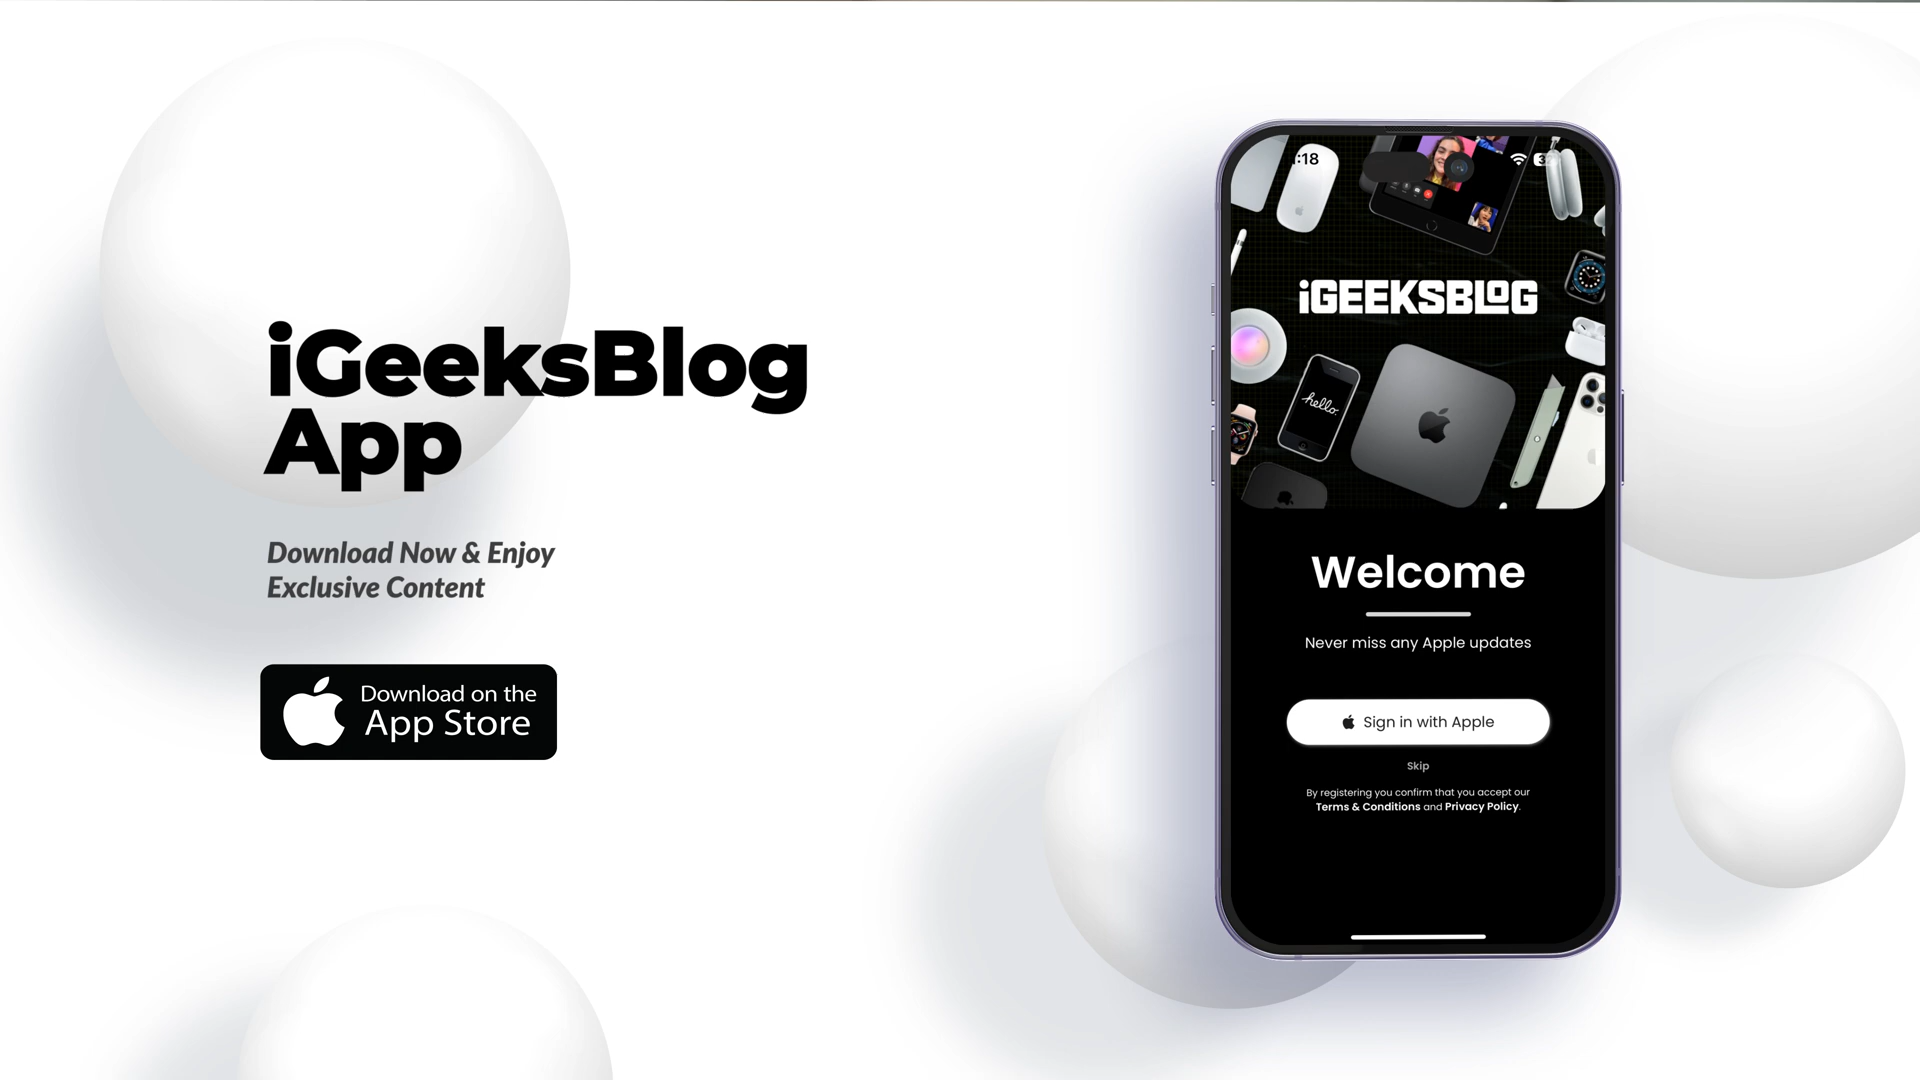 iGeeksBlog
App
Download Now & Enjoy
Exclusive Content
Download on the
App Store
:18
iGEEKSBLOG
hello.
Welcome
Never miss any Apple updates
Sign in with Apple
Skip
By registering you confirm that you accept our
Terms & Conditions and Privacy Policy.